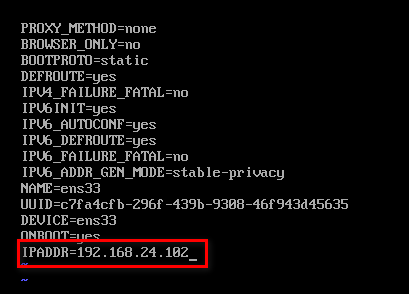 PROXY_METHOD=none
BROWSER_ONLY=no
BOOTPROTO=static
DEFROUTE=yes
IPV4_FAILURE_FATAL=no
IPV6INIT=yes
IPV6_AUTOCONF=yes
IPV6_DEFROUTE=yes
IPV6_FAILURE_FATAL=no
IPV6_ADDR_GEN_MODE=stable-privacy
NAME=ens33
UUID=c7fa4cfb-296f-439b-9308-46f943d45635
DEVICE=ens33
ONBOOT=yes
IPADDR=192.168.24.102_
~
~